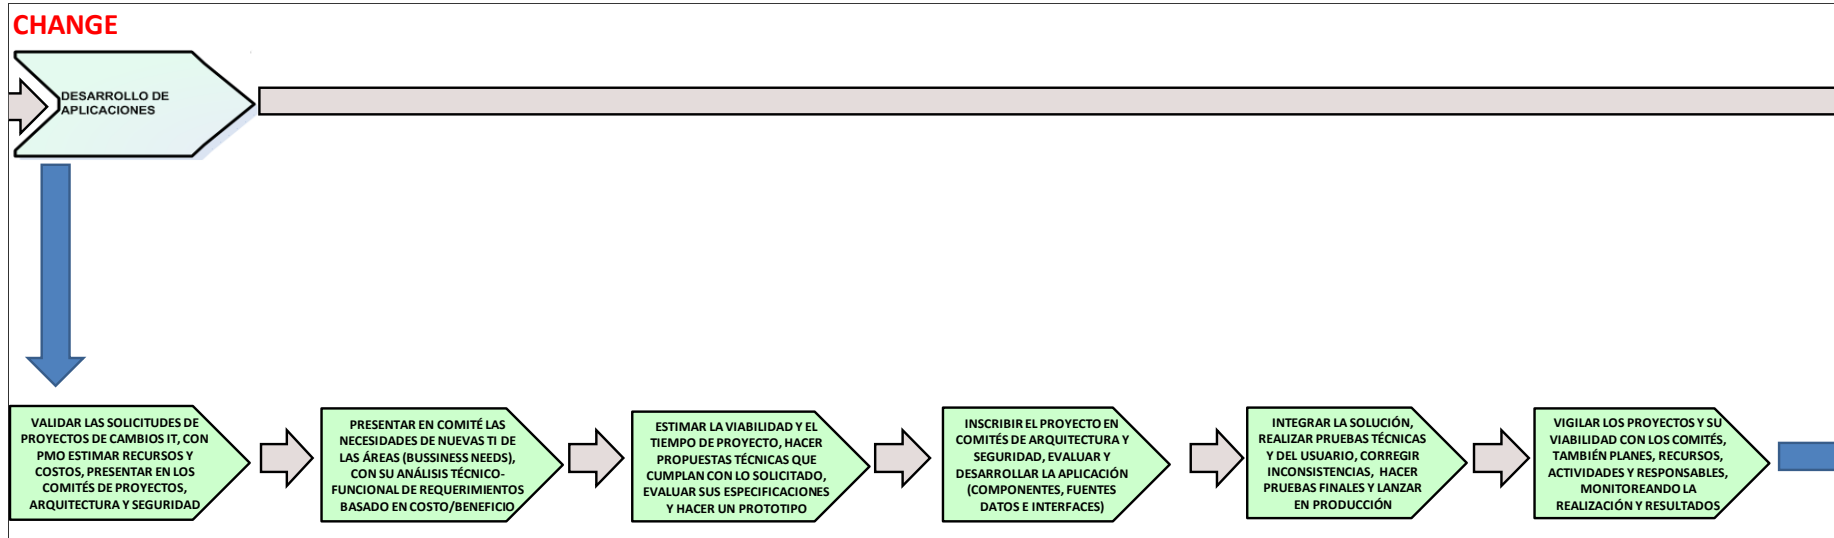 CHANGE
DESARROLLO DE
APLICACIONES
VALIDAR LAS SOLICITUDES DE
PROYECTOS DE CAMBIOS IT, CON
PMO ESTIMAR RECURSOS Y
COSTOS, PRESENTAR EN LOS
COMITÉS DE PROYECTOS,
ARQUITECTURA Y SEGURIDAD
PRESENTAR EN COMITÉ LAS
NECESIDADES DE NUEVAS TI DE
LAS ÁREAS (BUSSINESS NEEDS),
CON SU ANÁLISIS TÉCNICO-
FUNCIONAL DE REQUERIMIENTOS
BASADO EN COSTO/BENEFICIO
ESTIMAR LA VIABILIDAD Y EL
TIEMPO DE PROYECTO, HACER
PROPUESTAS TÉCNICAS QUE
CUMPLAN CON LO SOLICITADO,
EVALUAR SUS ESPECIFICACIONES
Y HACER UN PROTOTIPO
INSCRIBIR EL PROYECTO EN
COMITÉS DE ARQUITECTURA Y
SEGURIDAD, EVALUAR Y
DESARROLLAR LA APLICACIÓN
(COMPONENTES, FUENTES
DATOS E INTERFACES)
INTEGRAR LA SOLUCIÓN,
REALIZAR PRUEBAS TÉCNICAS
Y DEL USUARIO, CORREGIR
INCONSISTENCIAS, HACER
PRUEBAS FINALES Y LANZAR
EN PRODUCCIÓN
VIGILAR LOS PROYECTOS Y SU
VIABILIDAD CON LOS COMITÉS,
TAMBIÉN PLANES, RECURSOS,
ACTIVIDADES Y RESPONSABLES,
MONITOREANDO LA
REALIZACIÓN Y RESULTADOS